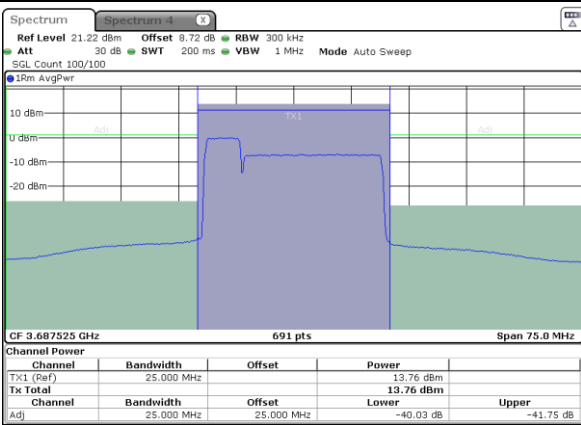 Spectrum Spectrum 4 X
Ref Level 21.22 dBm Offset 8.72 dB RBW 300 kHz
Att 30 dB SWT 200 ms VBW 1 MHz Mode Auto Sweep
SGL Count 100/100
1Rm AvgPwr
10 dBm
TX1
Adj Adj
0 dBm
-10 dBm
-20 dBm
CF 3.687525 GHz 691 pts Span 75.0 MHz
Channel Power
Channel Bandwidth Offset Power
TX1 (Ref) 25.000 MHz 13.76 dBm
Tx Total 13.76 dBm
Channel Bandwidth Offset Lower Upper
Adj 25.000 MHz 25.000 MHz -40.03 dB -41.75 dB